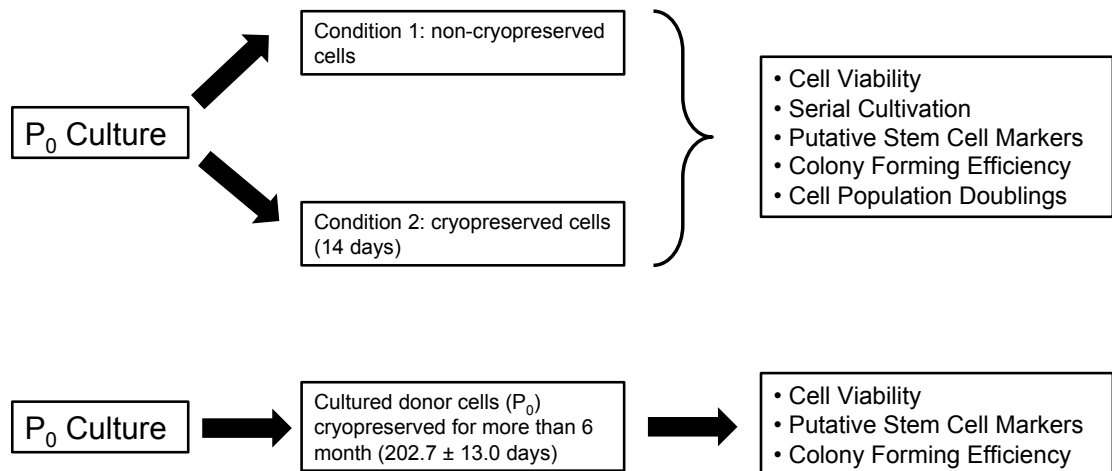 Condition 1: non-cryopreserved
cells
P₀ Culture
Condition 2: cryopreserved cells
(14 days)
• Cell Viability
• Serial Cultivation
• Putative Stem Cell Markers
• Colony Forming Efficiency
• Cell Population Doublings
P₀ Culture
Cultured donor cells (P₀)
cryopreserved for more than 6
month (202.7 ± 13.0 days)
• Cell Viability
• Putative Stem Cell Markers
• Colony Forming Efficiency